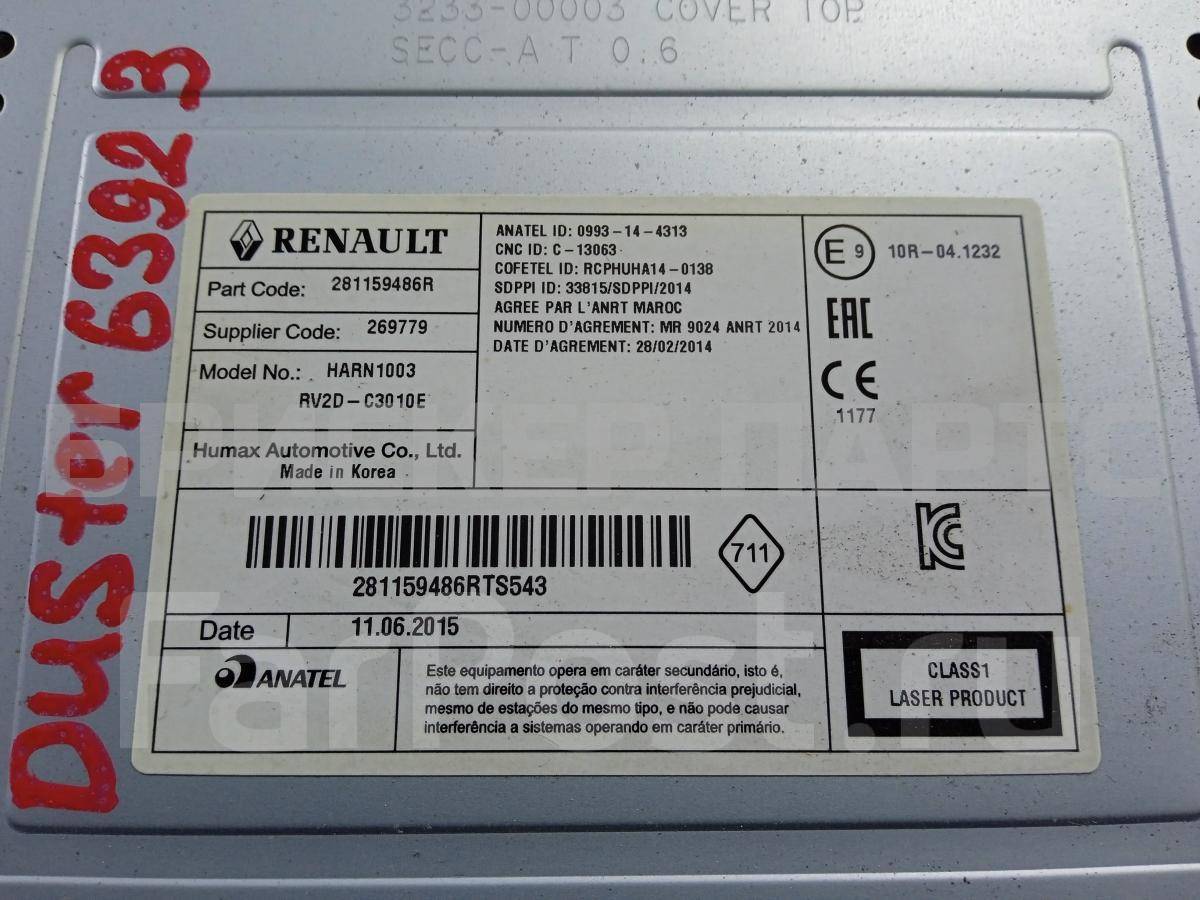 3233-00003 COVER TOP
SECC-A T 0.6
Duster 6392 3
RENAULT
Part Code: 281159486R
Supplier Code: 269779
Model No.: HARN1003
RV2D-C3010E
Humax Automotive Co., Ltd.
Made in Korea
ANATEL ID: 0993-14-4313
CNC ID: C-13063
COFETEL ID: RCPHUHA14-0138
SDPPI ID: 33815/SDPPI/2014
AGREE PAR L'ANRT MAROC
NUMERO D'AGREMENT: MR 9024 ANRT 2014
DATE D'AGREMENT: 28/02/2014
E 9 10R-04.1232
EAC
CE
1177
281159486RTS543
711
KC
Date 11.06.2015
ANATEL
Este equipamento opera em caráter secundário, isto é,
não tem direito a proteção contra interferência prejudicial,
mesmo de estações do mesmo tipo, e não pode causar
interferência a sistemas operando em caráter primário.
CLASS1
LASER PRODUCT
БРИКЕР ПАРТС
FarPost.ru